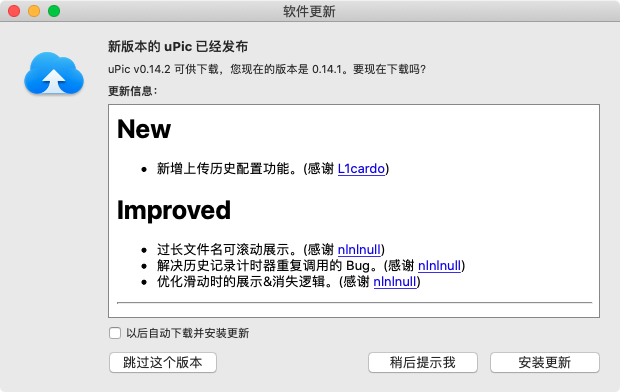 软件更新
新版本的 uPic 已经发布
uPic v0.14.2 可供下载，您现在的版本是 0.14.1。要现在下载吗?
更新信息：
New
• 新增上传历史配置功能。(感谢 L1cardo)
Improved
• 过长文件名可滚动展示。(感谢 nlnlnull)
• 解决历史记录计时器重复调用的 Bug。(感谢 nlnlnull)
• 优化滑动时的展示&消失逻辑。(感谢 nlnlnull)
以后自动下载并安装更新
跳过这个版本
稍后提示我
安装更新